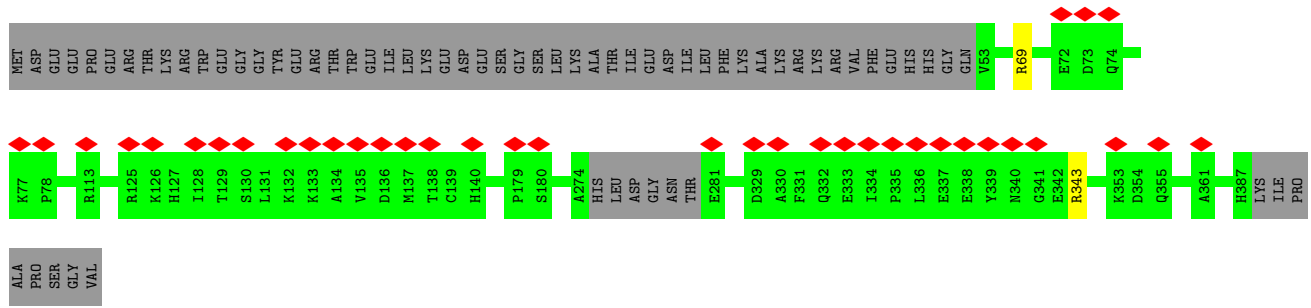 MET ASP GLU GLU PRO GLU ARG THR LYS ARG TRP GLU GLY GLY TYR GLU ARG THR TRP GLU ILE LEU LYS GLU ASP GLU SER GLY SER LEU LYS ALA THR ILE GLU ASP ILE LEU PHE LYS ALA LYS ARG LYS ARG VAL PHE GLU HIS HIS GLY GLN V53 R69 E72 D73 Q74
K77 P78 R113 R125 K126 H127 I128 T129 S130 L131 K132 K133 A134 V135 D136 M137 T138 C139 H140 P179 S180 A274 HIS LEU ASP GLY ASN THR E281 D329 A330 F331 Q332 E333 I334 P335 L336 E337 E338 Y339 N340 G341 E342 R343 K353 D354 Q355 A361 H387 LYS ILE PRO
ALA PRO SER GLY VAL